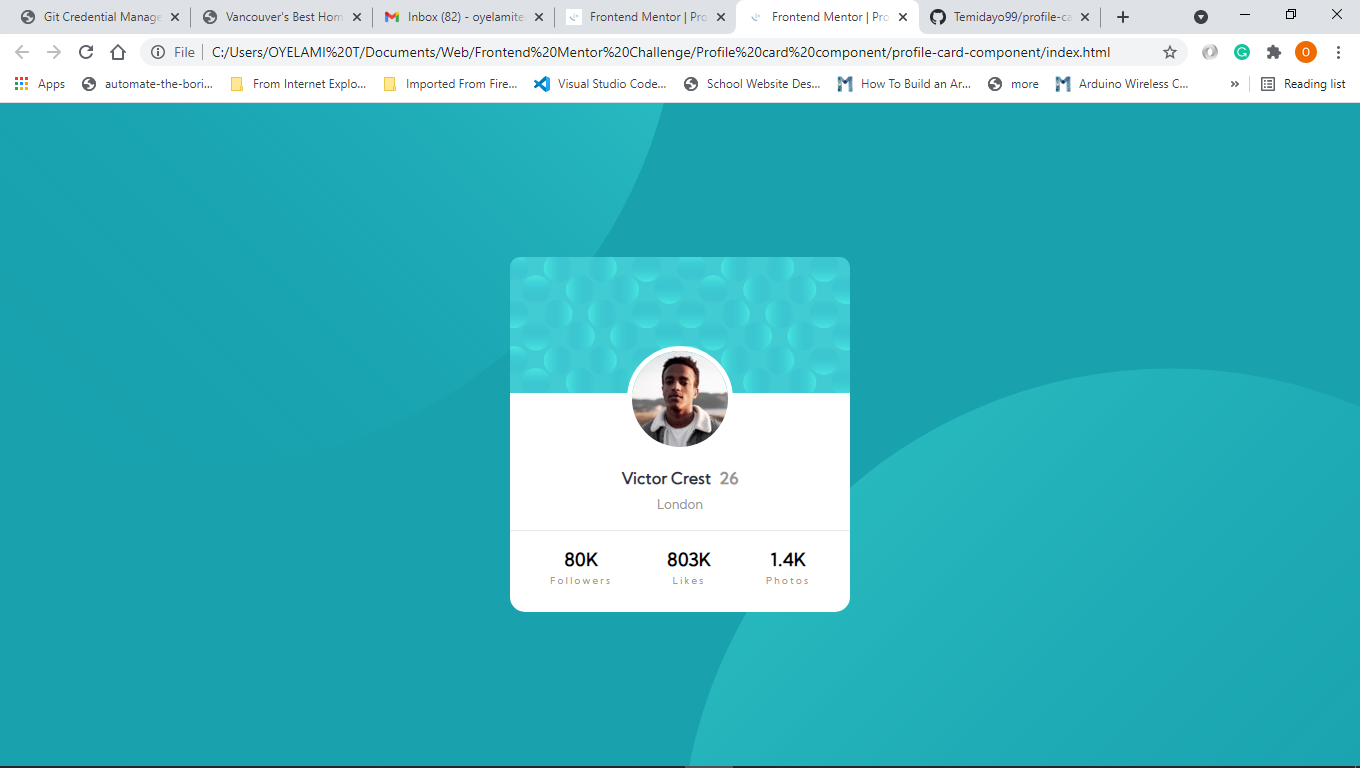 Git Credential Manage
Vancouver's Best Hom
Inbox (82) - oyelamite
Frontend Mentor | Pro
Frontend Mentor | Pro
Temidayo99/profile-ca
File
C:/Users/OYELAMI%20T/Documents/Web/Frontend%20Mentor%20Challenge/Profile%20card%20component/profile-card-component/index.html
O
Apps
automate-the-bori...
From Internet Explo...
Imported From Fire...
Visual Studio Code...
School Website Des...
How To Build an Ar...
more
Arduino Wireless C...
»
Reading list
Victor Crest 26
London
80K 803K 1.4K
Followers Likes Photos